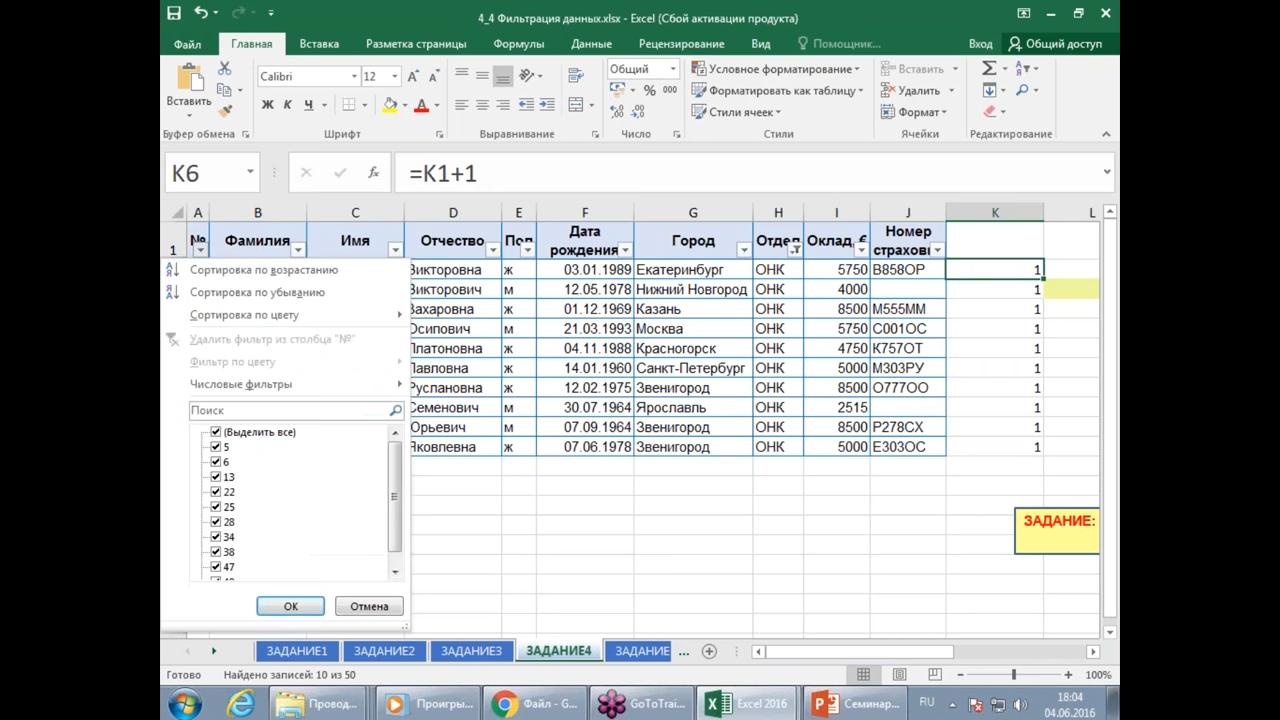 4_4 Фильтрация данных.xlsx - Excel (Сбой активации продукта)
Файл Главная Вставка Разметка страницы Формулы Данные Рецензирование Вид Помощник... Вход Общий доступ
Calibri 12 Общий Условное форматирование Вставить Σ
Вставить Ж К Ч % 000 Форматировать как таблицу Удалить
Стили ячеек Формат
Буфер обмена Шрифт Выравнивание Число Стили Ячейки Редактирование
K6 fx =K1+1
A B C D E F G H I J K L
1 № Фамилия Имя Отчество Пол Дата рождения Город Отдел Оклад, € Номер страховк
Сортировка по возрастанию
Сортировка по убыванию
Сортировка по цвету
Удалить фильтр из столбца "№"
Фильтр по цвету
Числовые фильтры
Поиск
(Выделить все)
5
6
13
22
25
28
34
38
47
ОК Отмена
Викторовна ж 03.01.1989 Екатеринбург ОНК 5750 В858ОР 1
Викторович м 12.05.1978 Нижний Новгород ОНК 4000 1
Захаровна ж 01.12.1969 Казань ОНК 8500 М555ММ 1
Осипович м 21.03.1993 Москва ОНК 5750 С001ОС 1
Платоновна ж 04.11.1988 Красногорск ОНК 4750 К757ОТ 1
Павловна ж 14.01.1960 Санкт-Петербург ОНК 5000 М303РУ 1
Руслановна ж 12.02.1975 Звенигород ОНК 8500 О777ОО 1
Семенович м 30.07.1964 Ярославль ОНК 2515 1
Юрьевич м 07.09.1964 Звенигород ОНК 8500 Р278СХ 1
Яковлевна ж 07.06.1978 Звенигород ОНК 5000 Е303ОС 1
ЗАДАНИЕ:
ЗАДАНИЕ1 ЗАДАНИЕ2 ЗАДАНИЕ3 ЗАДАНИЕ4 ЗАДАНИЕ ...
Готово Найдено записей: 10 из 50 100%
Провод... Проигры... Файл - G... GoToTrai... Excel 2016 Семинар... RU 18:04
04.06.2016